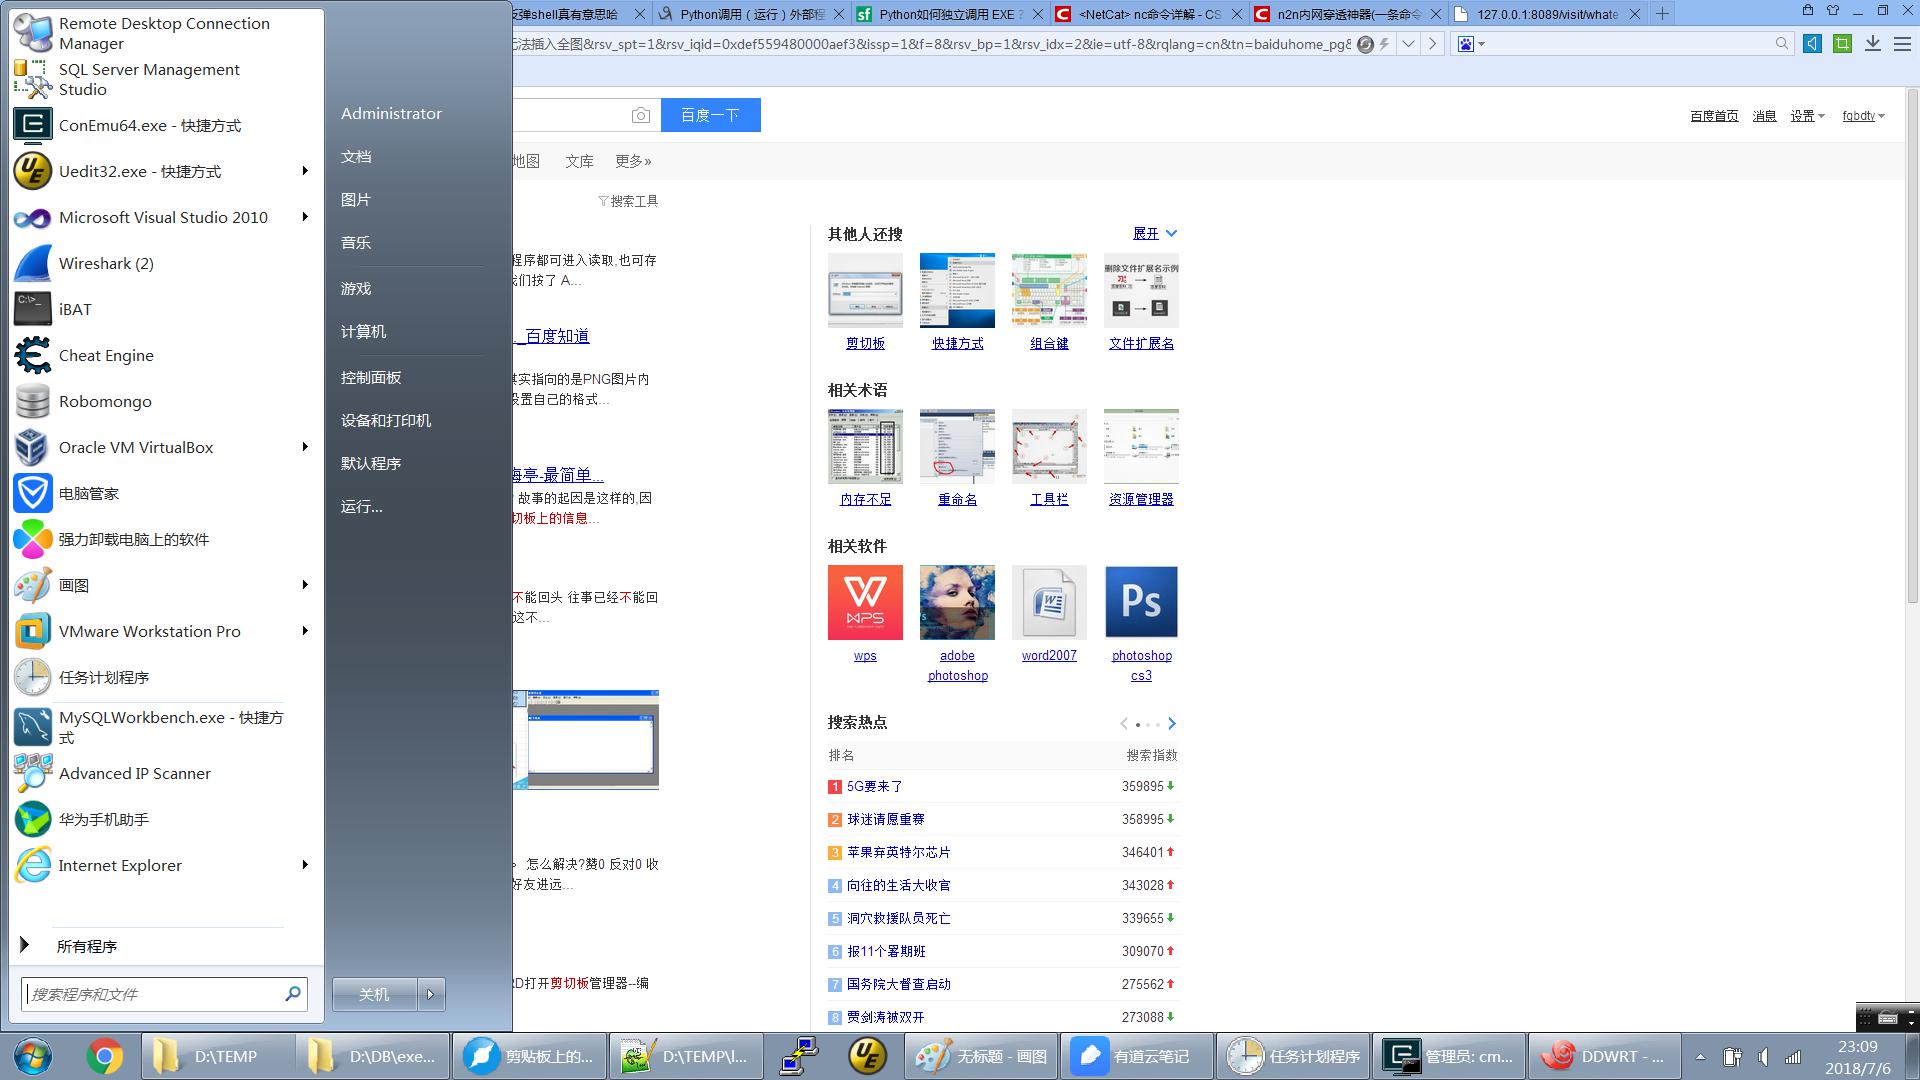 Remote Desktop Connection
Manager
SQL Server Management
Studio
ConEmu64.exe - 快捷方式
Uedit32.exe - 快捷方式
Microsoft Visual Studio 2010
Wireshark (2)
iBAT
Cheat Engine
Robomongo
Oracle VM VirtualBox
电脑管家
强力卸载电脑上的软件
画图
VMware Workstation Pro
任务计划程序
MySQLWorkbench.exe - 快捷方
式
Advanced IP Scanner
华为手机助手
Internet Explorer
所有程序
搜索程序和文件
Administrator
文档
图片
音乐
游戏
计算机
控制面板
设备和打印机
默认程序
运行...
关机
反弹shell真有意思哈
Python调用（运行）外部程
Python如何独立调用 EXE ?
<NetCat> nc命令详解 - CS
n2n内网穿透神器(一条命令
127.0.0.1:8089/visit/whate
无法插入全图&rsv_spt=1&rsv_iqid=0xdef559480000aef3&issp=1&f=8&rsv_bp=1&rsv_idx=2&ie=utf-8&rqlang=cn&tn=baiduhome_pg&
百度一下
百度首页 消息 设置 fgbdty
地图 文库 更多»
搜索工具
程序都可进入读取,也可存
我们按了 A...
._百度知道
其实指向的是PNG图片内
设置自己的格式...
海亭-最简单...
故事的起因是这样的,因
切板上的信息...
不能回头 往事已经不能回
这不...
> 怎么解决?赞0 反对0 收
好友进远...
RD打开剪切板管理器--编
其他人还搜 展开
删除文件扩展名示例
剪切板 快捷方式 组合键 文件扩展名
相关术语
内存不足 重命名 工具栏 资源管理器
相关软件
WPS
Ps
wps adobe photoshop word2007 photoshop cs3
搜索热点
排名 搜索指数
1 5G要来了 359895
2 球迷请愿重赛 358995
3 苹果弃英特尔芯片 346401
4 向往的生活大收官 343028
5 洞穴救援队员死亡 339655
6 报11个暑期班 309070
7 国务院大督查启动 275562
8 贾剑涛被双开 273088
D:\TEMP
D:\DB\exe...
剪贴板上的...
D:\TEMP\I...
无标题 - 画图
有道云笔记
任务计划程序
管理员: cm...
DDWRT - ...
23:09
2018/7/6